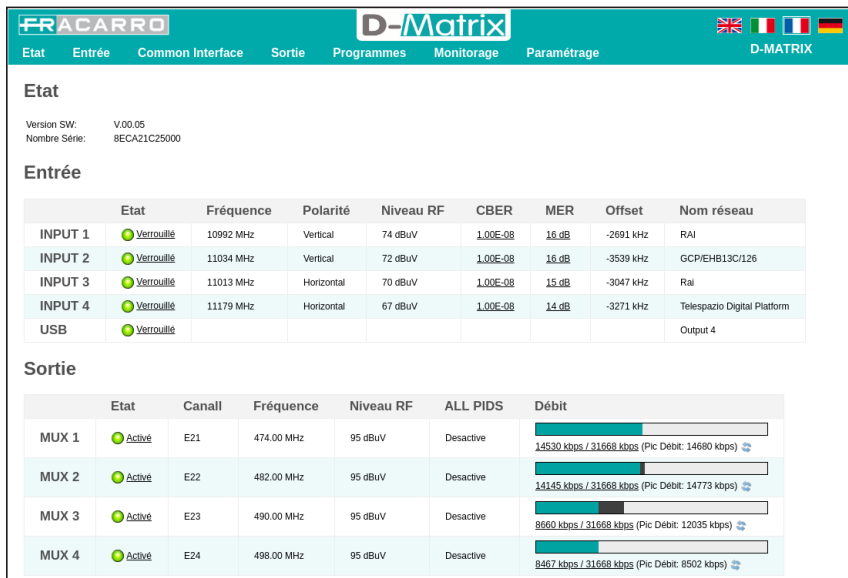 FRACARRO
D-Matrix
Etat Entrée Common Interface Sortie Programmes Monitorage Paramétrage D-MATRIX
Etat
Version SW: V.00.05
Nombre Série: 8ECA21C25000
Entrée
Etat Fréquence Polarité Niveau RF CBER MER Offset Nom réseau
INPUT 1 Verrouillé 10992 MHz Vertical 74 dBuV 1.00E-08 16 dB -2691 kHz RAI
INPUT 2 Verrouillé 11034 MHz Vertical 72 dBuV 1.00E-08 16 dB -3539 kHz GCP/EHB13C/126
INPUT 3 Verrouillé 11013 MHz Horizontal 70 dBuV 1.00E-08 15 dB -3047 kHz Rai
INPUT 4 Verrouillé 11179 MHz Horizontal 67 dBuV 1.00E-08 14 dB -3271 kHz Telespazio Digital Platform
USB Verrouillé Output 4
Sortie
Etat Canall Fréquence Niveau RF ALL PIDS Débit
MUX 1 Activé E21 474.00 MHz 95 dBuV Desactive 14530 kbps / 31668 kbps (Pic Débit: 14680 kbps)
MUX 2 Activé E22 482.00 MHz 95 dBuV Desactive 14145 kbps / 31668 kbps (Pic Débit: 14773 kbps)
MUX 3 Activé E23 490.00 MHz 95 dBuV Desactive 8660 kbps / 31668 kbps (Pic Débit: 12035 kbps)
MUX 4 Activé E24 498.00 MHz 95 dBuV Desactive 8467 kbps / 31668 kbps (Pic Débit: 8502 kbps)